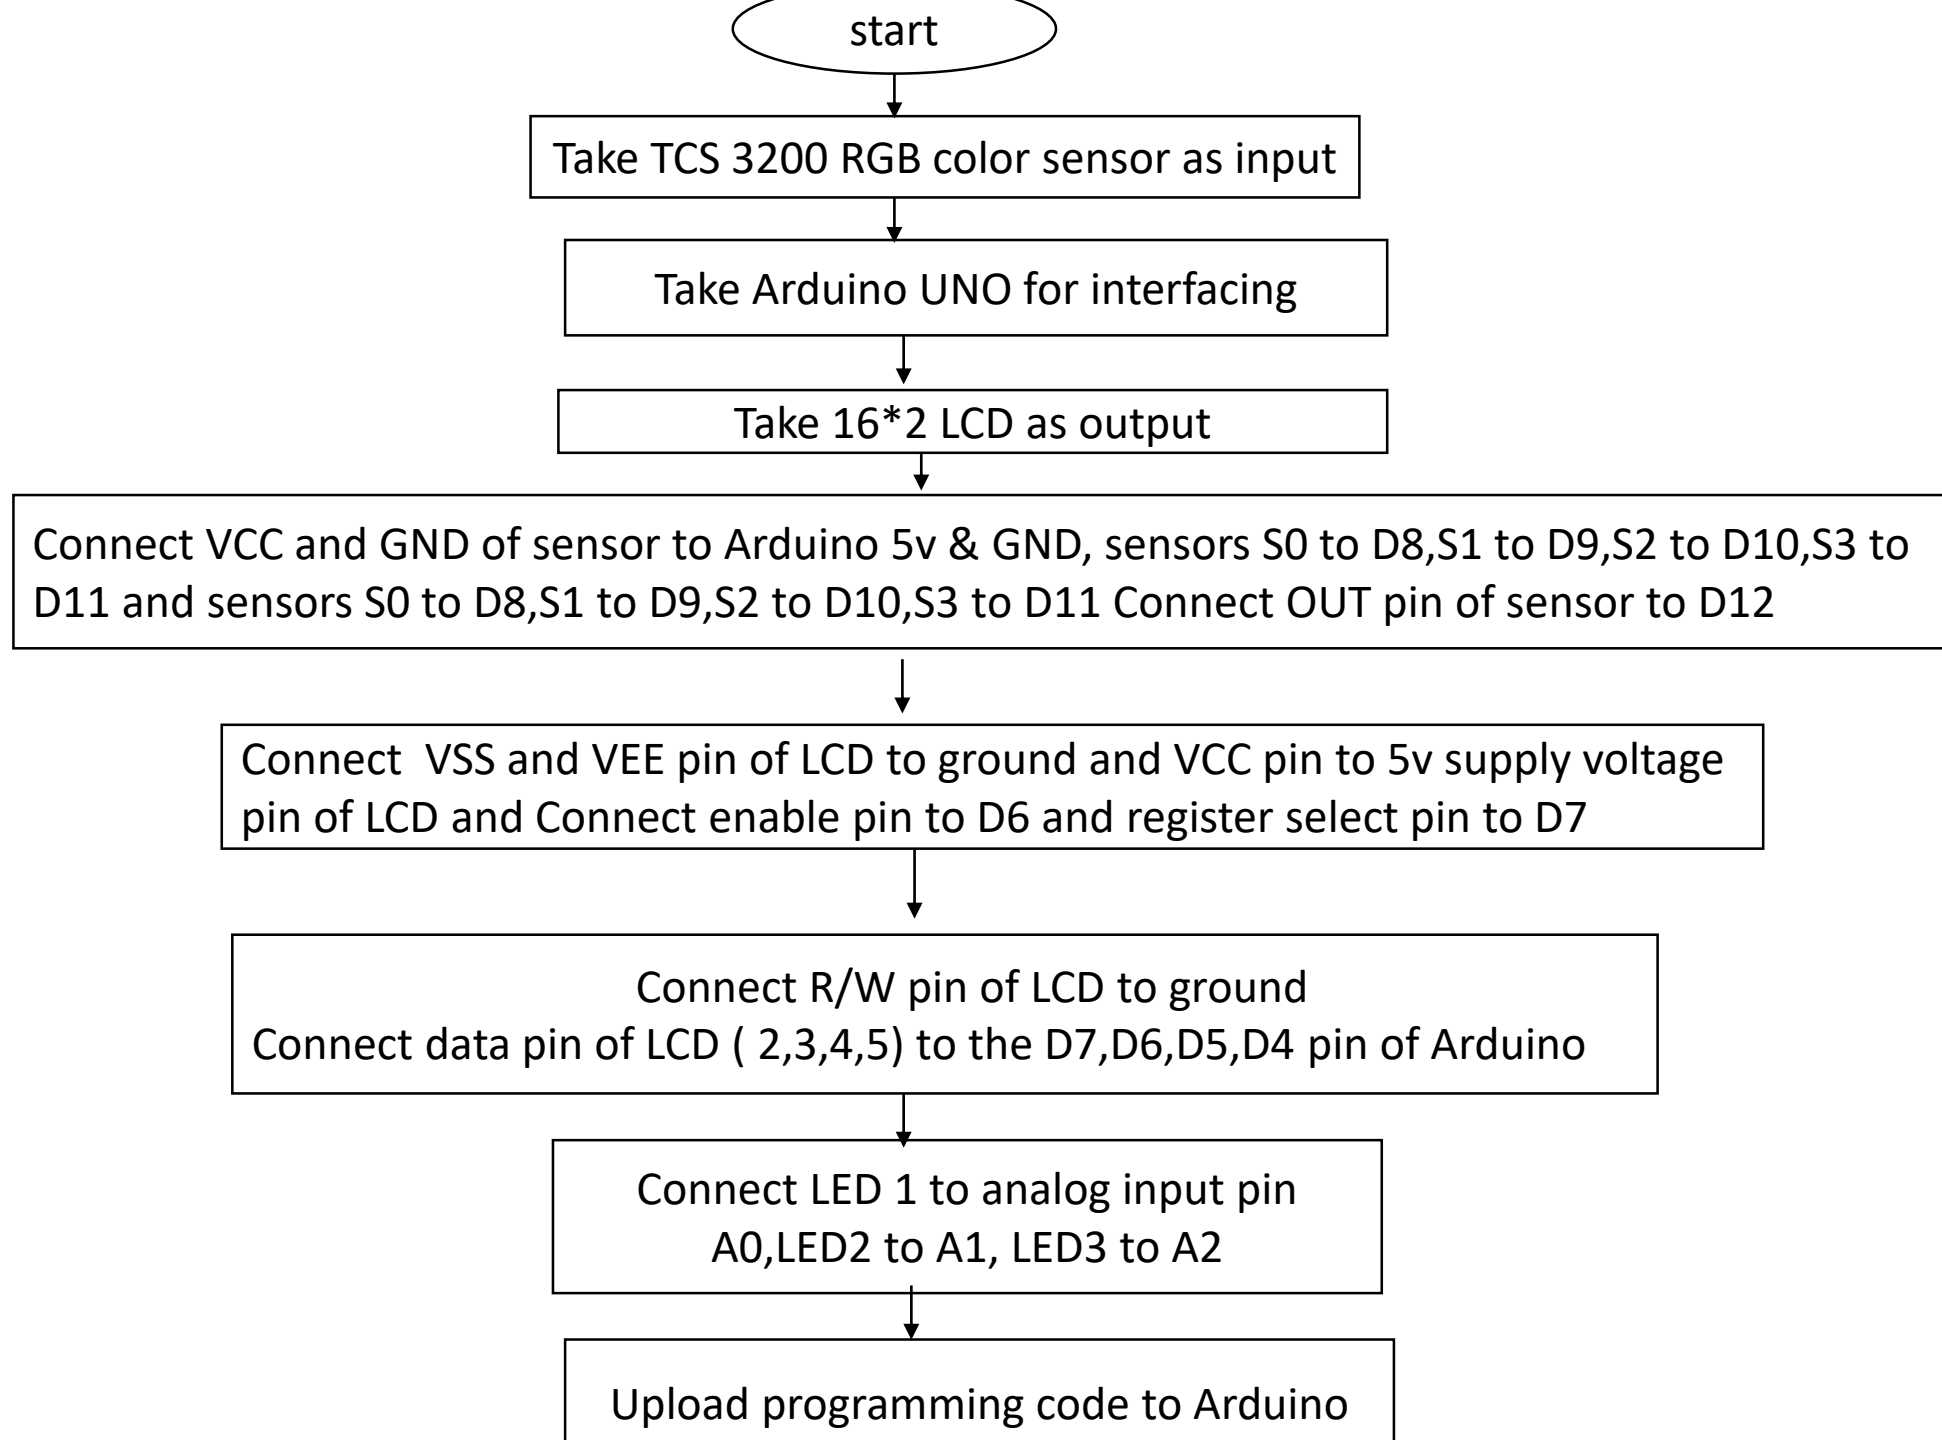 start
Take TCS 3200 RGB color sensor as input
Take Arduino UNO for interfacing
Take 16*2 LCD as output
Connect VCC and GND of sensor to Arduino 5v & GND, sensors S0 to D8,S1 to D9,S2 to D10,S3 to
D11 and sensors S0 to D8,S1 to D9,S2 to D10,S3 to D11 Connect OUT pin of sensor to D12
Connect  VSS and VEE pin of LCD to ground and VCC pin to 5v supply voltage
pin of LCD and Connect enable pin to D6 and register select pin to D7
Connect R/W pin of LCD to ground
Connect data pin of LCD ( 2,3,4,5) to the D7,D6,D5,D4 pin of Arduino
Connect LED 1 to analog input pin
A0,LED2 to A1, LED3 to A2
Upload programming code to Arduino